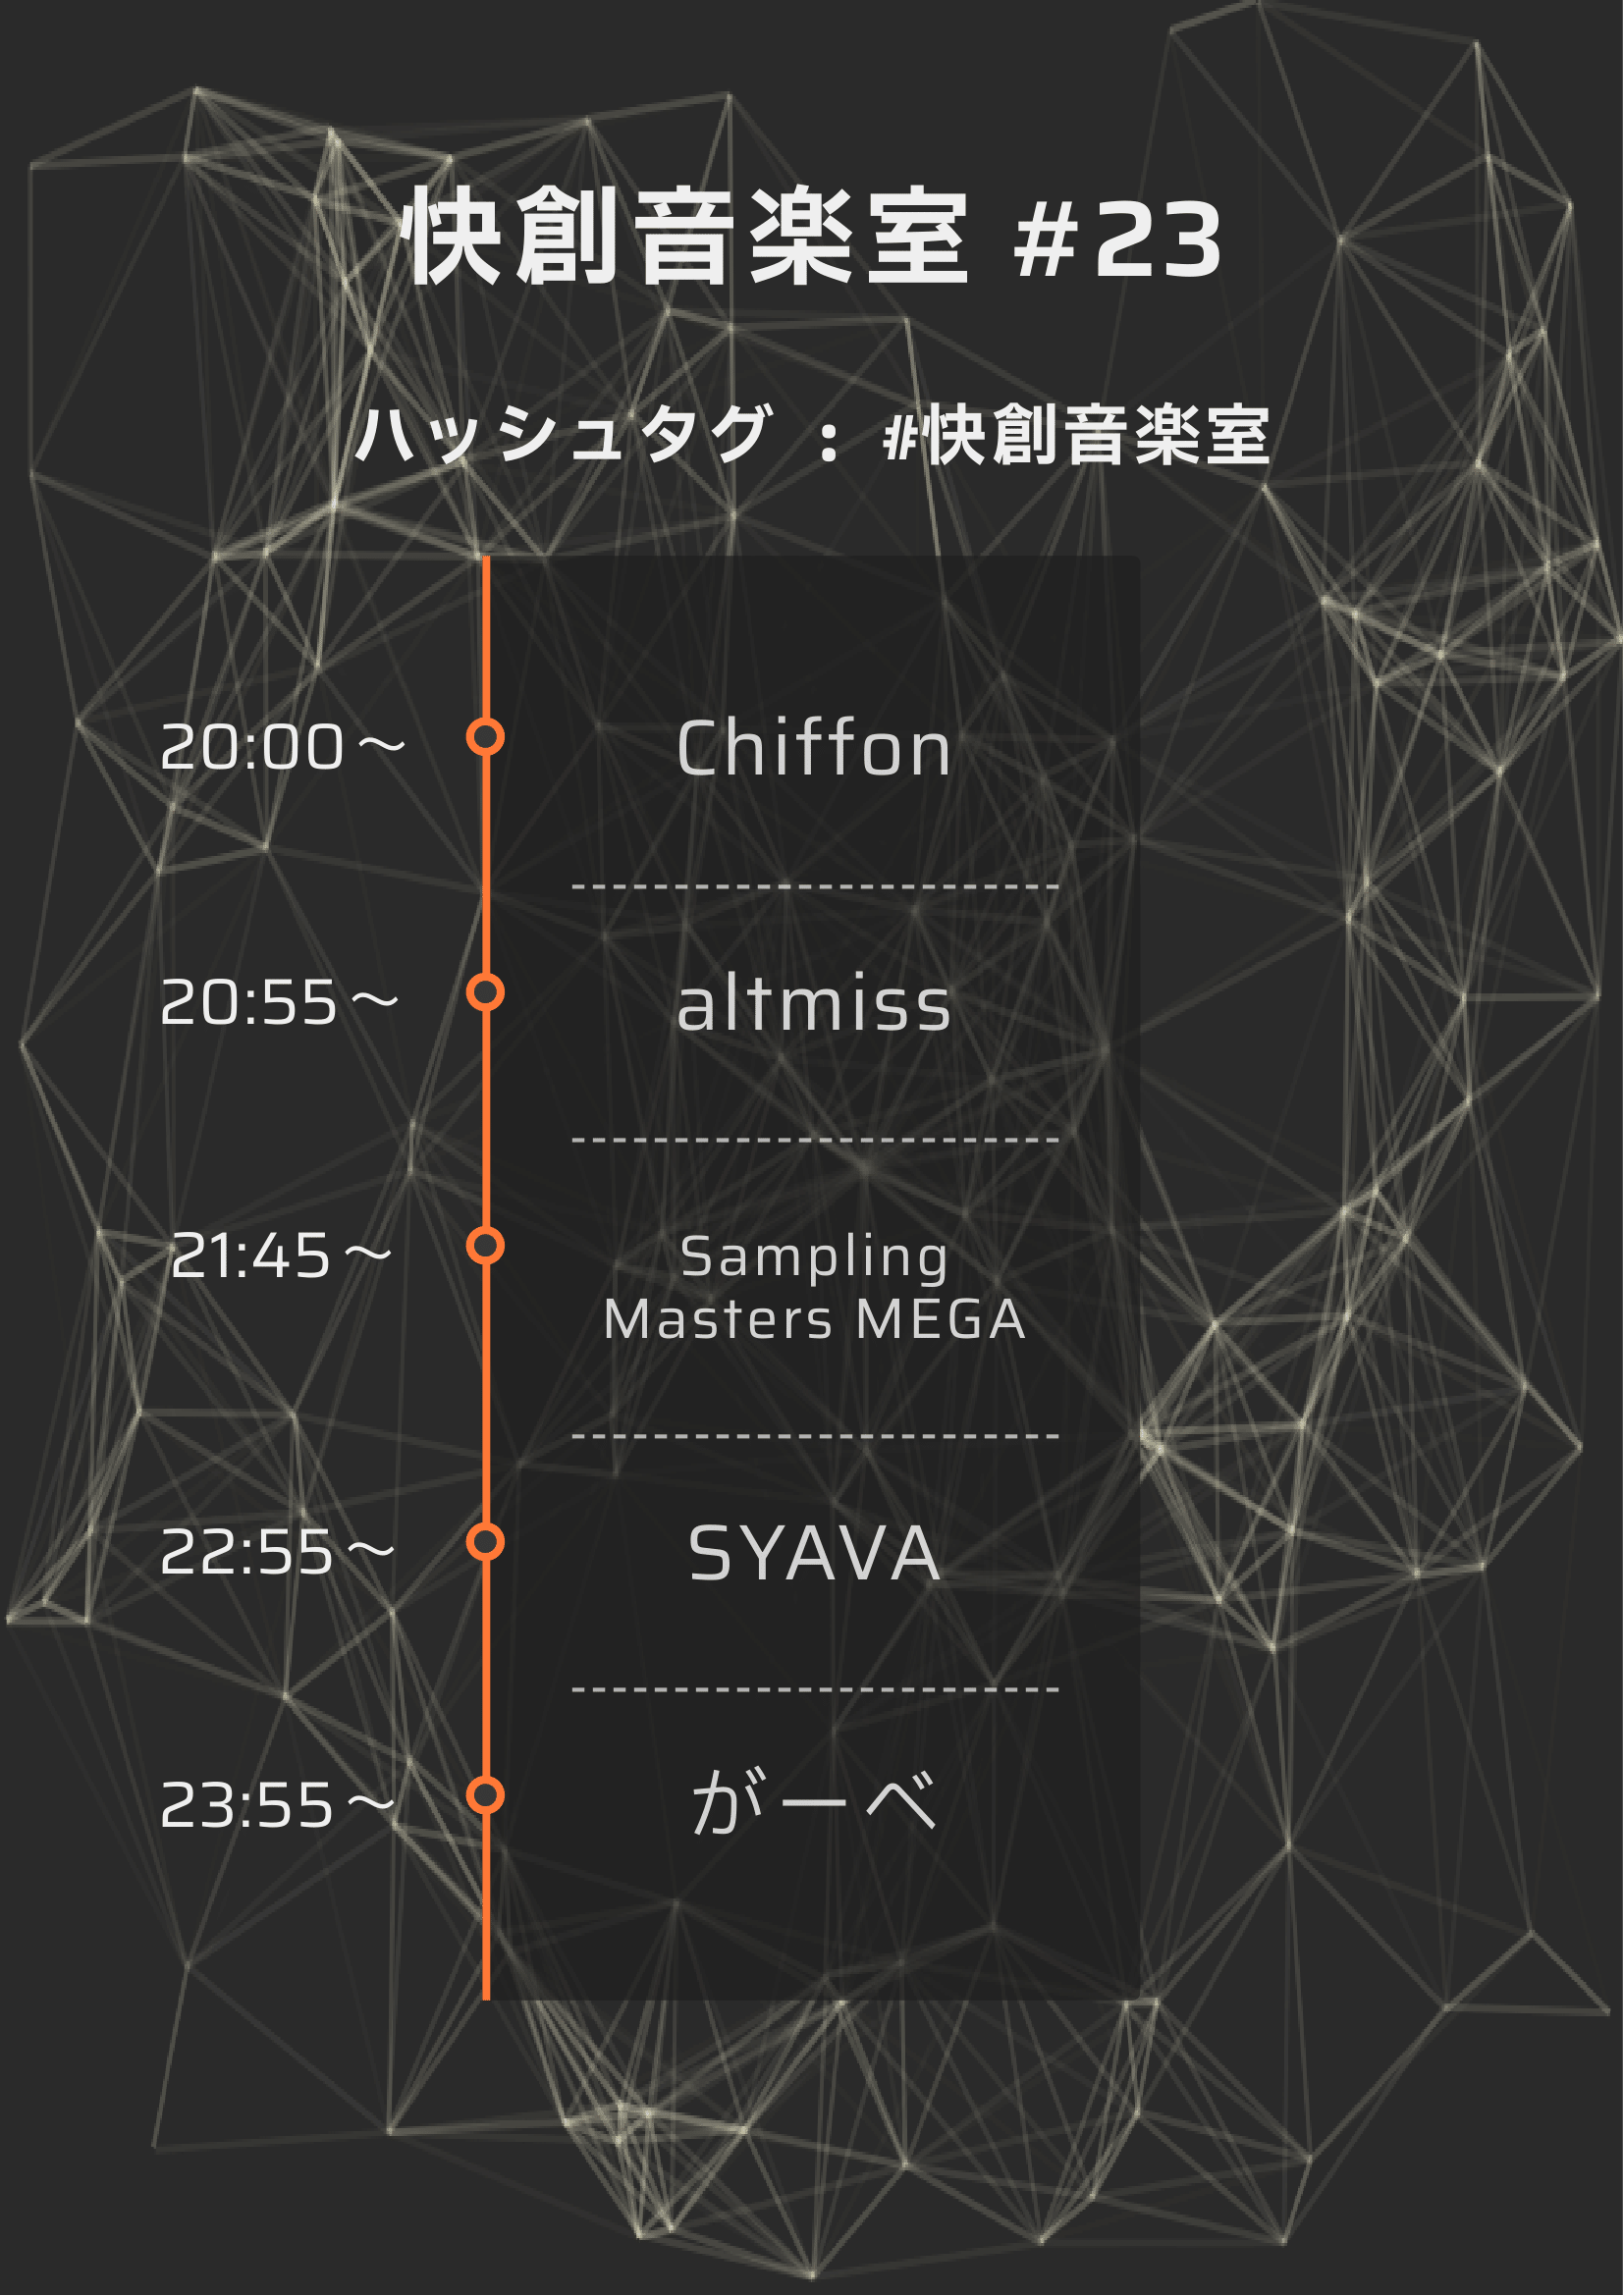 快創音楽室 #23
ハッシュタグ : #快創音楽室
20:00～ Chiffon
20:55～ altmiss
21:45～ Sampling
Masters MEGA
22:55～ SYAVA
23:55～ がーべ